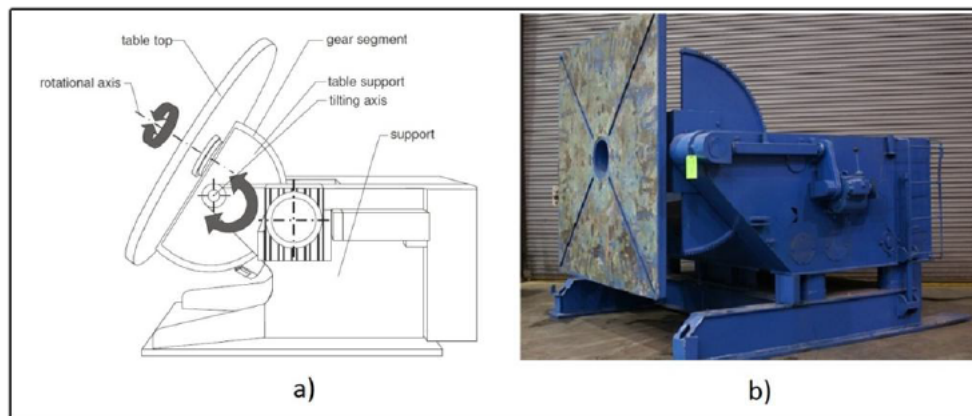 table top
gear segment
table support
rotational axis
tilting axis
support
a)
b)